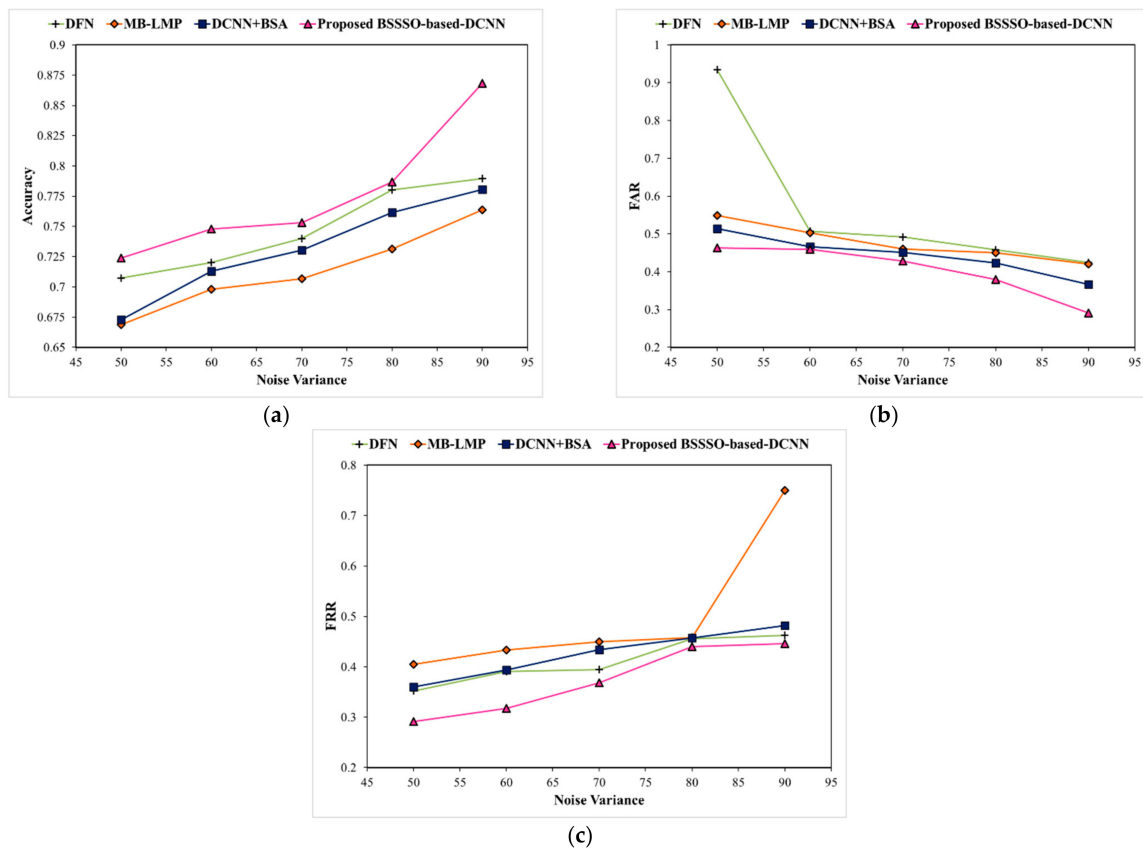 DFN MB-LMP DCNN+BSA Proposed BSSSO-based-DCNN
0.9
0.875
0.85
0.825
0.8
0.775
0.75
0.725
0.7
0.675
0.65
Accuracy
45 50 55 60 65 70 75 80 85 90 95
Noise Variance
(a)
DFN MB-LMP DCNN+BSA Proposed BSSSO-based-DCNN
1
0.9
0.8
0.7
0.6
0.5
0.4
0.3
0.2
FAR
45 50 55 60 65 70 75 80 85 90 95
Noise Variance
(b)
DFN MB-LMP DCNN+BSA Proposed BSSSO-based-DCNN
0.8
0.7
0.6
0.5
0.4
0.3
0.2
FRR
45 50 55 60 65 70 75 80 85 90 95
Noise Variance
(c)